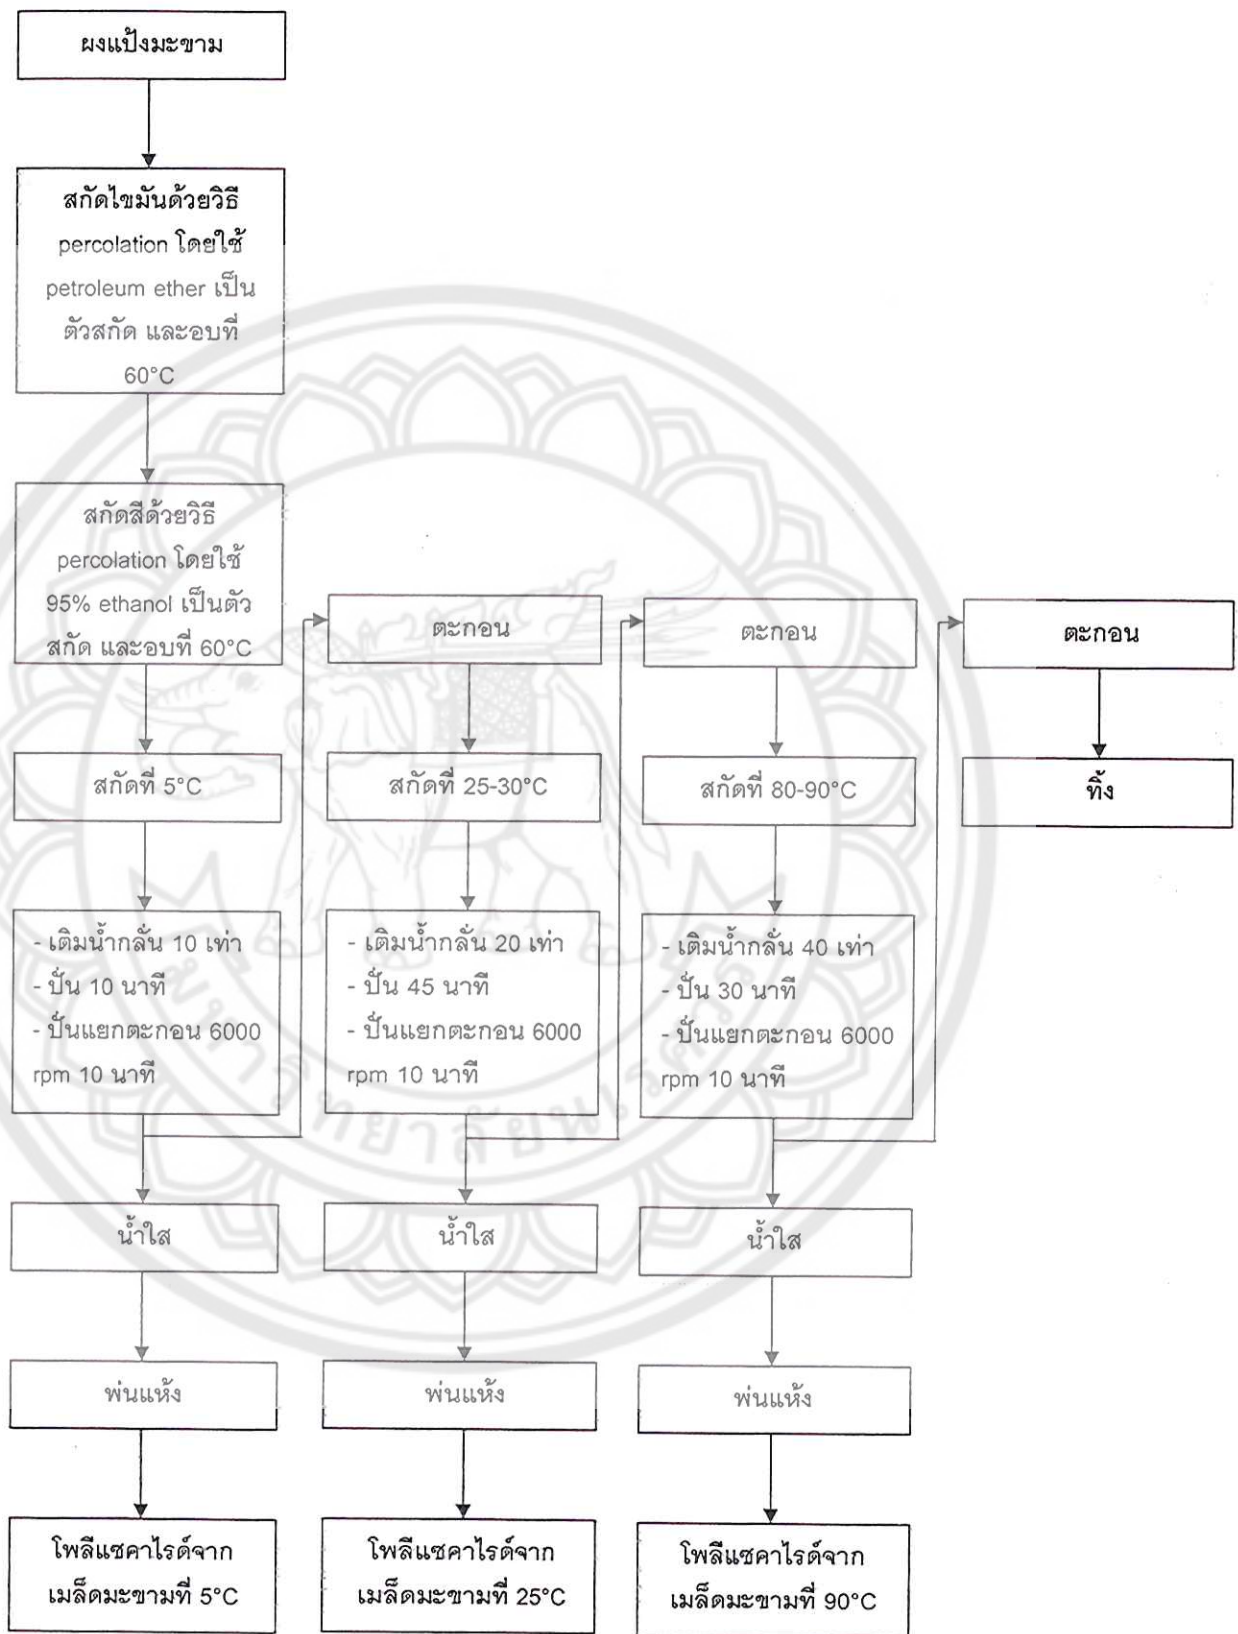 ผงแป้งมะขาม
สกัดไขมันด้วยวิธี
percolation โดยใช้
petroleum ether เป็น
ตัวสกัด และอบที่
60°C
สกัดสีด้วยวิธี
percolation โดยใช้
95% ethanol เป็นตัว
สกัด และอบที่ 60°C
สกัดที่ 5°C
- เติมน้ำกลั่น 10 เท่า
- ปั่น 10 นาที
- ปั่นแยกตะกอน 6000
rpm 10 นาที
น้ำใส
พ่นแห้ง
โพลีแซคาไรด์จาก
เมล็ดมะขามที่ 5°C
ตะกอน
สกัดที่ 25-30°C
- เติมน้ำกลั่น 20 เท่า
- ปั่น 45 นาที
- ปั่นแยกตะกอน 6000
rpm 10 นาที
น้ำใส
พ่นแห้ง
โพลีแซคาไรด์จาก
เมล็ดมะขามที่ 25°C
ตะกอน
สกัดที่ 80-90°C
- เติมน้ำกลั่น 40 เท่า
- ปั่น 30 นาที
- ปั่นแยกตะกอน 6000
rpm 10 นาที
น้ำใส
พ่นแห้ง
โพลีแซคาไรด์จาก
เมล็ดมะขามที่ 90°C
ตะกอน
ทิ้ง
มหาวิทยาลัยนเรศวร